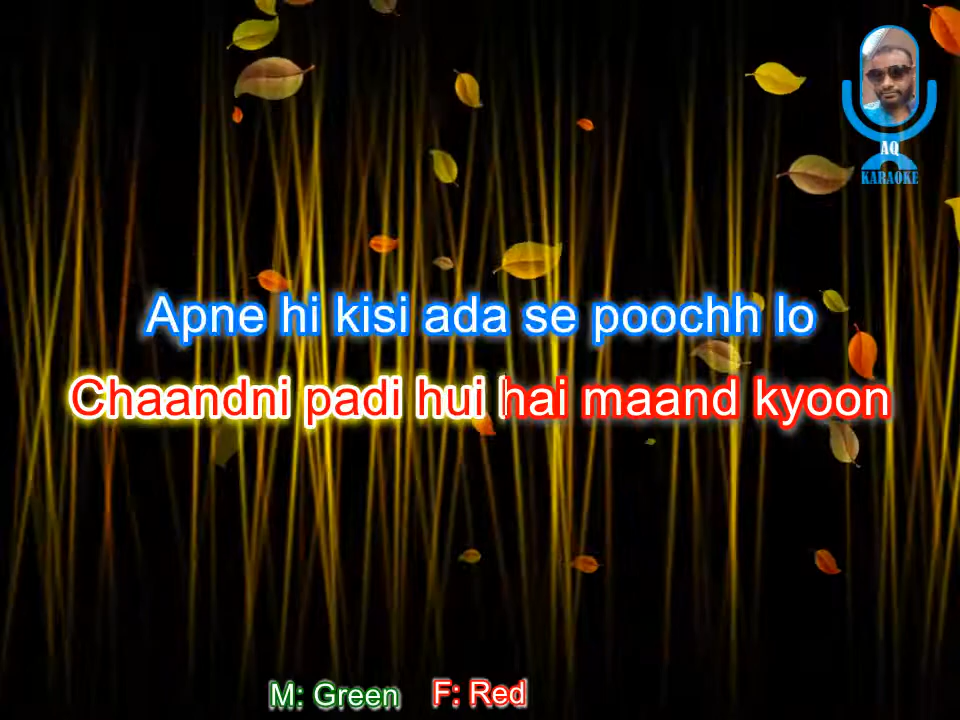 AQ
KARAOKE
Apne hi kisi ada se poochh lo
Chaandni padi hui hai maand kyoon
M: Green F: Red